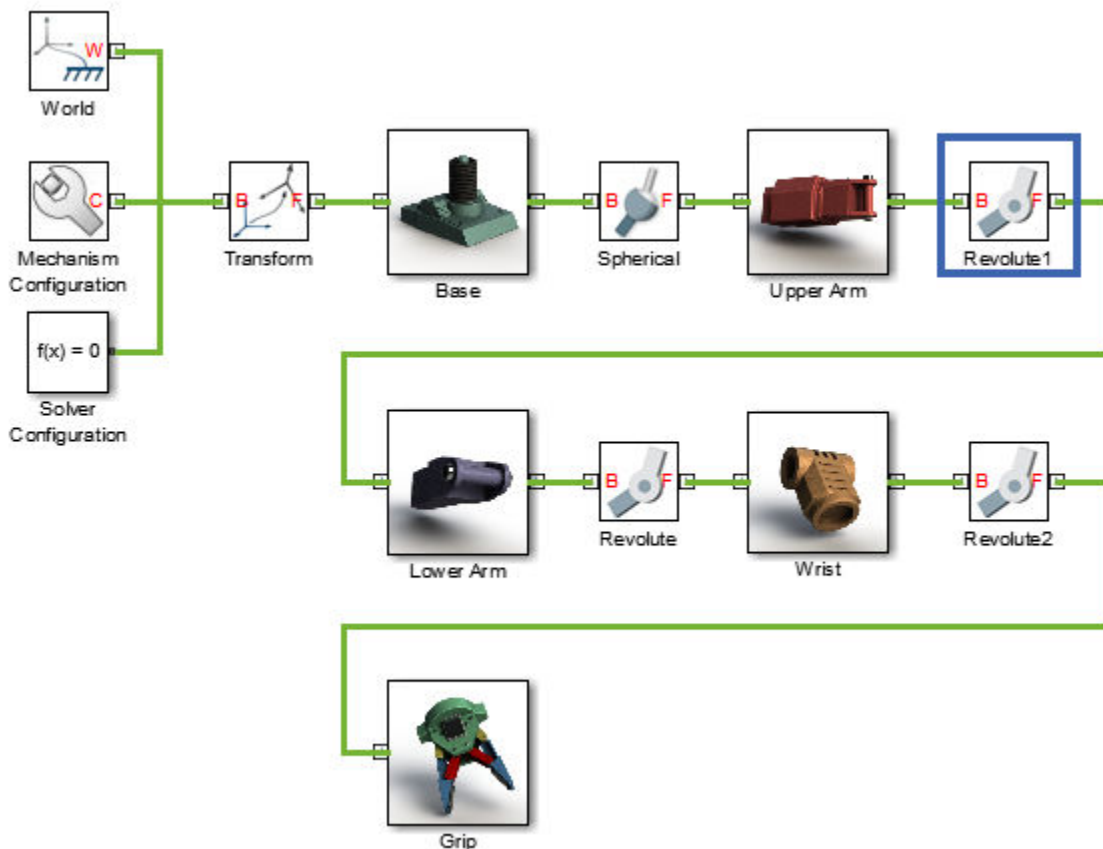 W
World
C
Mechanism
Configuration
f(x) = 0
Solver
Configuration
B F
Transform
Base
B F
Spherical
Upper Arm
B F
Revolute1
Lower Arm
B F
Revolute
Wrist
B F
Revolute2
Grip